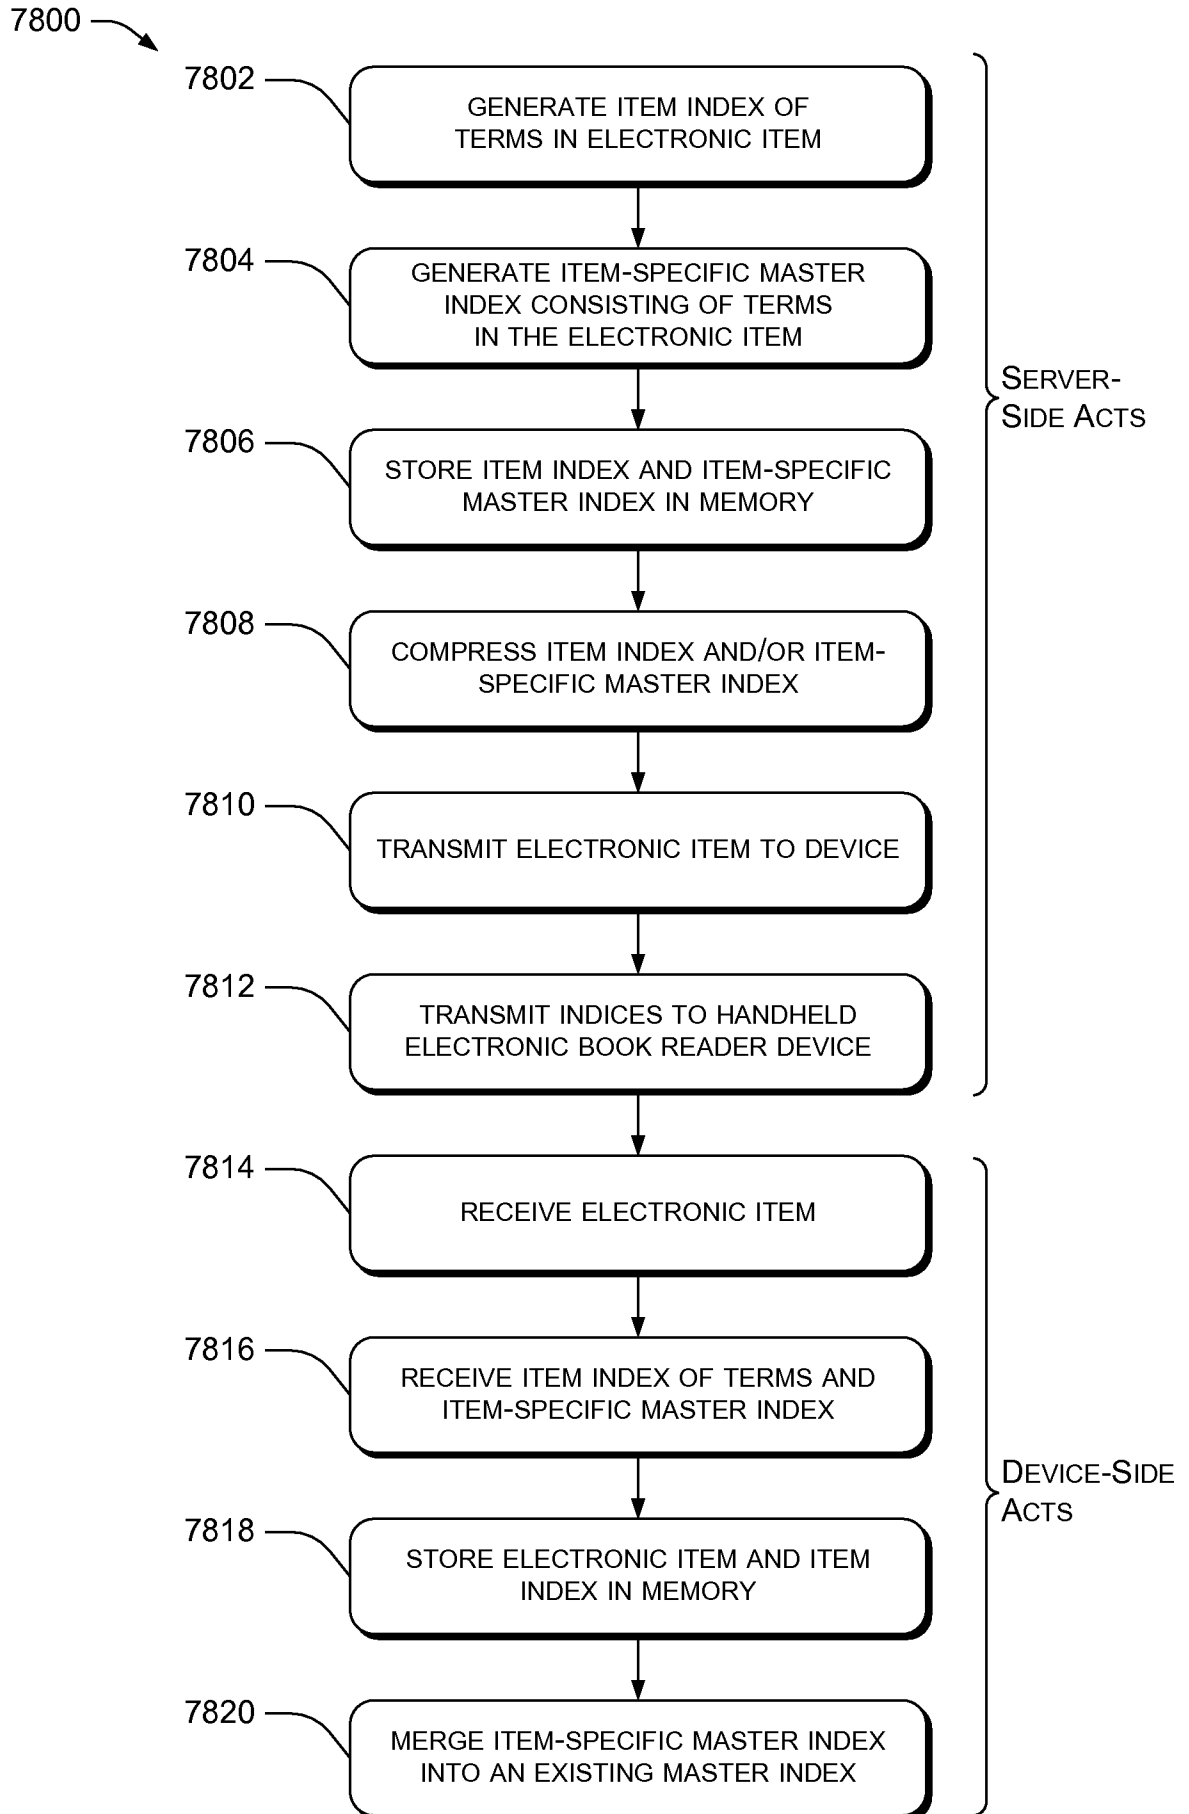 7800
7802
GENERATE ITEM INDEX OF
TERMS IN ELECTRONIC ITEM
7804
GENERATE ITEM-SPECIFIC MASTER
INDEX CONSISTING OF TERMS
IN THE ELECTRONIC ITEM
SERVER-
SIDE ACTS
7806
STORE ITEM INDEX AND ITEM-SPECIFIC
MASTER INDEX IN MEMORY
7808
COMPRESS ITEM INDEX AND/OR ITEM-
SPECIFIC MASTER INDEX
7810
TRANSMIT ELECTRONIC ITEM TO DEVICE
7812
TRANSMIT INDICES TO HANDHELD
ELECTRONIC BOOK READER DEVICE
7814
RECEIVE ELECTRONIC ITEM
7816
RECEIVE ITEM INDEX OF TERMS AND
ITEM-SPECIFIC MASTER INDEX
DEVICE-SIDE
ACTS
7818
STORE ELECTRONIC ITEM AND ITEM
INDEX IN MEMORY
7820
MERGE ITEM-SPECIFIC MASTER INDEX
INTO AN EXISTING MASTER INDEX